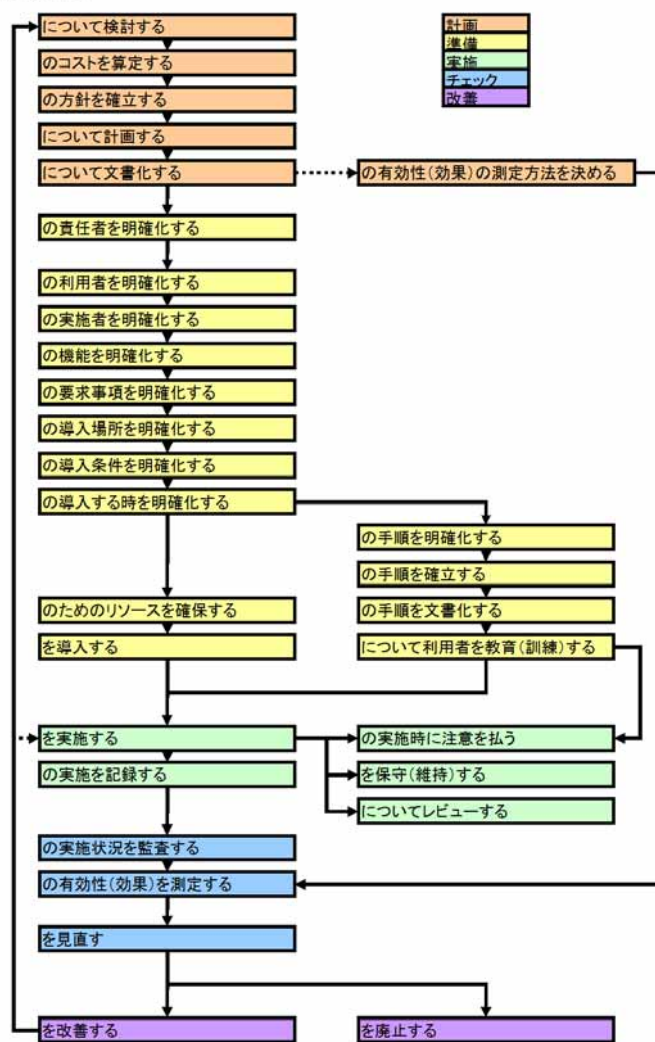 について検討する
のコストを算定する
の方針を確立する
について計画する
について文書化する
の有効性(効果)の測定方法を決める
計画
準備
実施
チェック
改善
の責任者を明確化する
の利用者を明確化する
の実施者を明確化する
の機能を明確化する
の要求事項を明確化する
の導入場所を明確化する
の導入条件を明確化する
の導入する時を明確化する
の手順を明確化する
の手順を確立する
の手順を文書化する
について利用者を教育(訓練)する
のためのリソースを確保する
を導入する
を実施する
の実施を記録する
の実施時に注意を払う
を保守(維持)する
についてレビューする
の実施状況を監査する
の有効性(効果)を測定する
を見直す
を改善する
を廃止する